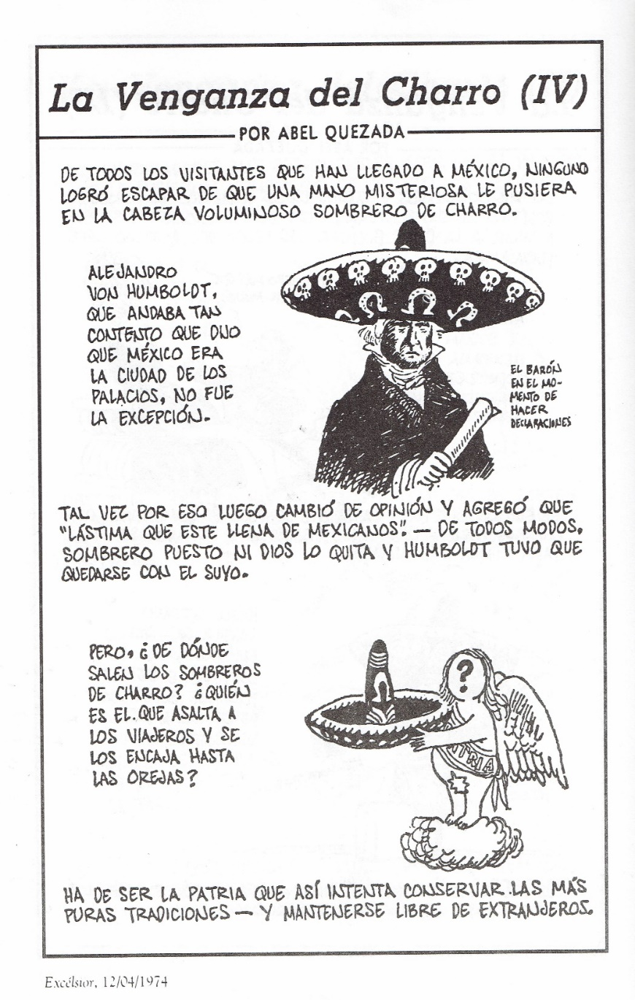 La Venganza del Charro (IV)
POR ABEL QUEZADA
DE TODOS LOS VISITANTES QUE HAN LLEGADO A MÉXICO, NINGUNO
LOGRÓ ESCAPAR DE QUE UNA MANO MISTERIOSA LE PUSIERA
EN LA CABEZA VOLUMINOSO SOMBRERO DE CHARRO.
ALEJANDRO
VON HUMBOLDT,
QUE ANDABA TAN
CONTENTO QUE DIJO
QUE MÉXICO ERA
LA CIUDAD DE LOS
PALACIOS, NO FUE
LA EXCEPCIÓN.
EL BARÓN
EN EL MO-
MENTO DE
HACER
DECLARACIONES
TAL VEZ POR ESO LUEGO CAMBIÓ DE OPINIÓN Y AGREGÓ QUE
"LÁSTIMA QUE ESTE LLENA DE MEXICANOS". — DE TODOS MODOS,
SOMBRERO PUESTO NI DIOS LO QUITA Y HUMBOLDT TUVO QUE
QUEDARSE CON EL SUYO.
PERO, ¿DE DÓNDE
SALEN LOS SOMBREROS
DE CHARRO? ¿QUIÉN
ES EL QUE ASALTA A
LOS VIAJEROS Y SE
LOS ENCAJA HASTA
LAS OREJAS?
?
TRIA
HA DE SER LA PATRIA QUE ASÍ INTENTA CONSERVAR LAS MÁS
PURAS TRADICIONES — Y MANTENERSE LIBRE DE EXTRANJEROS.
Excélsior, 12/04/1974